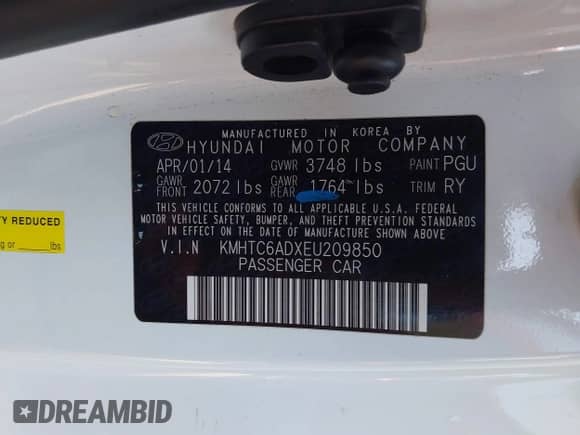 MANUFACTURED IN KOREA BY
HYUNDAI MOTOR COMPANY
APR/01/14 GVWR 3748 lbs PAINT PGU
GAWR FRONT 2072 lbs GAWR REAR 1764 lbs TRIM RY
THIS VEHICLE CONFORMS TO ALL APPLICABLE U.S.A. FEDERAL
MOTOR VEHICLE SAFETY, BUMPER, AND THEFT PREVENTION STANDARDS
IN EFFECT ON THE DATE OF MANUFACTURE SHOWN ABOVE.
V.I.N KMHTC6ADXEU209850
PASSENGER CAR
REDUCED
or lbs
DREAMBID